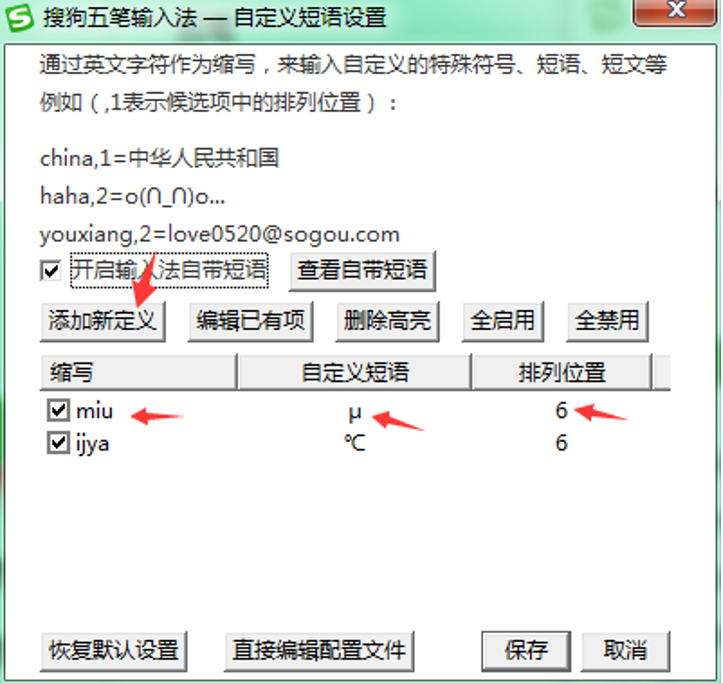 搜狗五笔输入法 — 自定义短语设置
通过英文字符作为缩写，来输入自定义的特殊符号、短语、短文等
例如（,1表示候选项中的排列位置）：
china,1=中华人民共和国
haha,2=o(∩_∩)o...
youxiang,2=love0520@sogou.com
开启输入法自带短语 查看自带短语
添加新定义 编辑已有项 删除高亮 全启用 全禁用
缩写 自定义短语 排列位置
miu μ 6
ijya ℃ 6
恢复默认设置 直接编辑配置文件 保存 取消